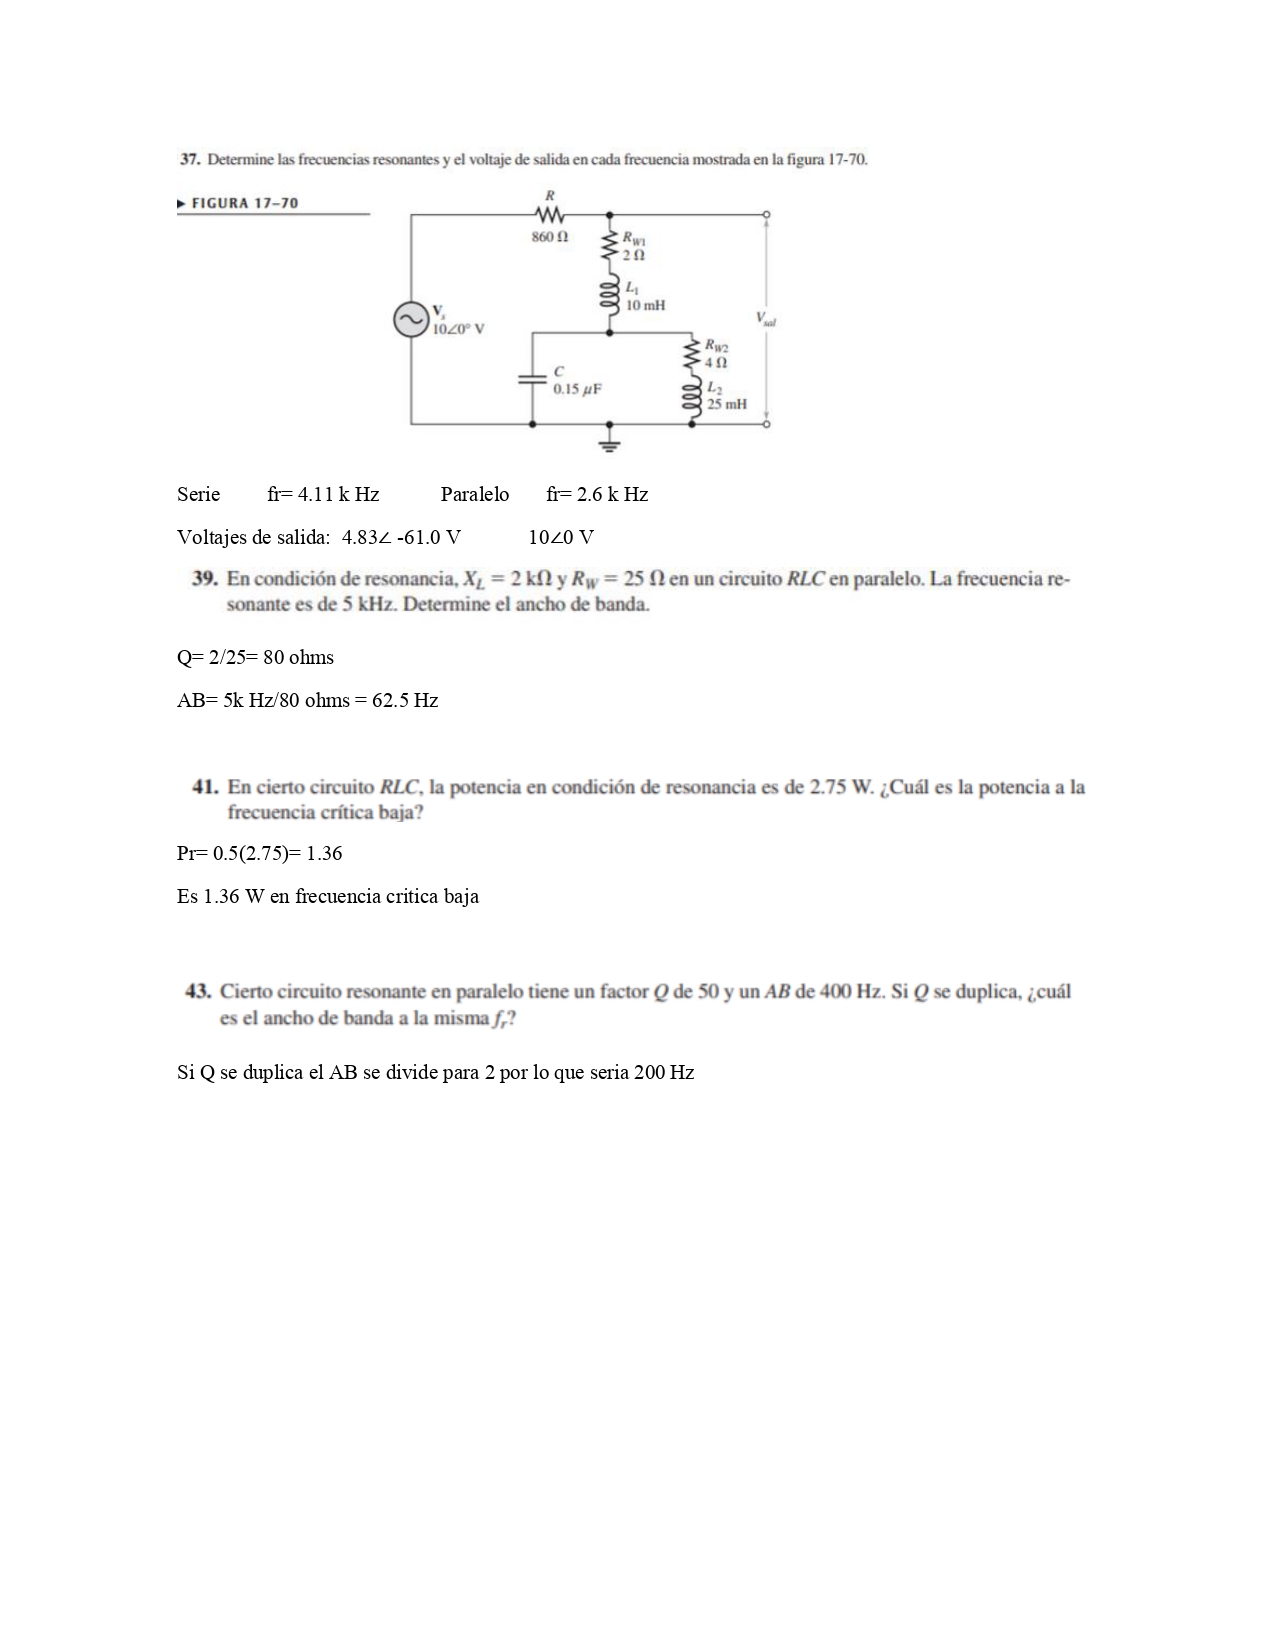 37. Determine las frecuencias resonantes y el voltaje de salida en cada frecuencia mostrada en la figura 17-70.
► FIGURA 17–70
R
860 Ω
R_W1
2 Ω
L_1
10 mH
V_s
10∠0° V
V_sal
R_W2
4 Ω
C
0.15 μF
L_2
25 mH
Serie fr= 4.11 k Hz Paralelo fr= 2.6 k Hz
Voltajes de salida: 4.83∠ -61.0 V 10∠0 V
39. En condición de resonancia, X_L = 2 kΩ y R_W = 25 Ω en un circuito RLC en paralelo. La frecuencia re-
sonante es de 5 kHz. Determine el ancho de banda.
Q= 2/25= 80 ohms
AB= 5k Hz/80 ohms = 62.5 Hz
41. En cierto circuito RLC, la potencia en condición de resonancia es de 2.75 W. ¿Cuál es la potencia a la
frecuencia crítica baja?
Pr= 0.5(2.75)= 1.36
Es 1.36 W en frecuencia critica baja
43. Cierto circuito resonante en paralelo tiene un factor Q de 50 y un AB de 400 Hz. Si Q se duplica, ¿cuál
es el ancho de banda a la misma f_r?
Si Q se duplica el AB se divide para 2 por lo que seria 200 Hz